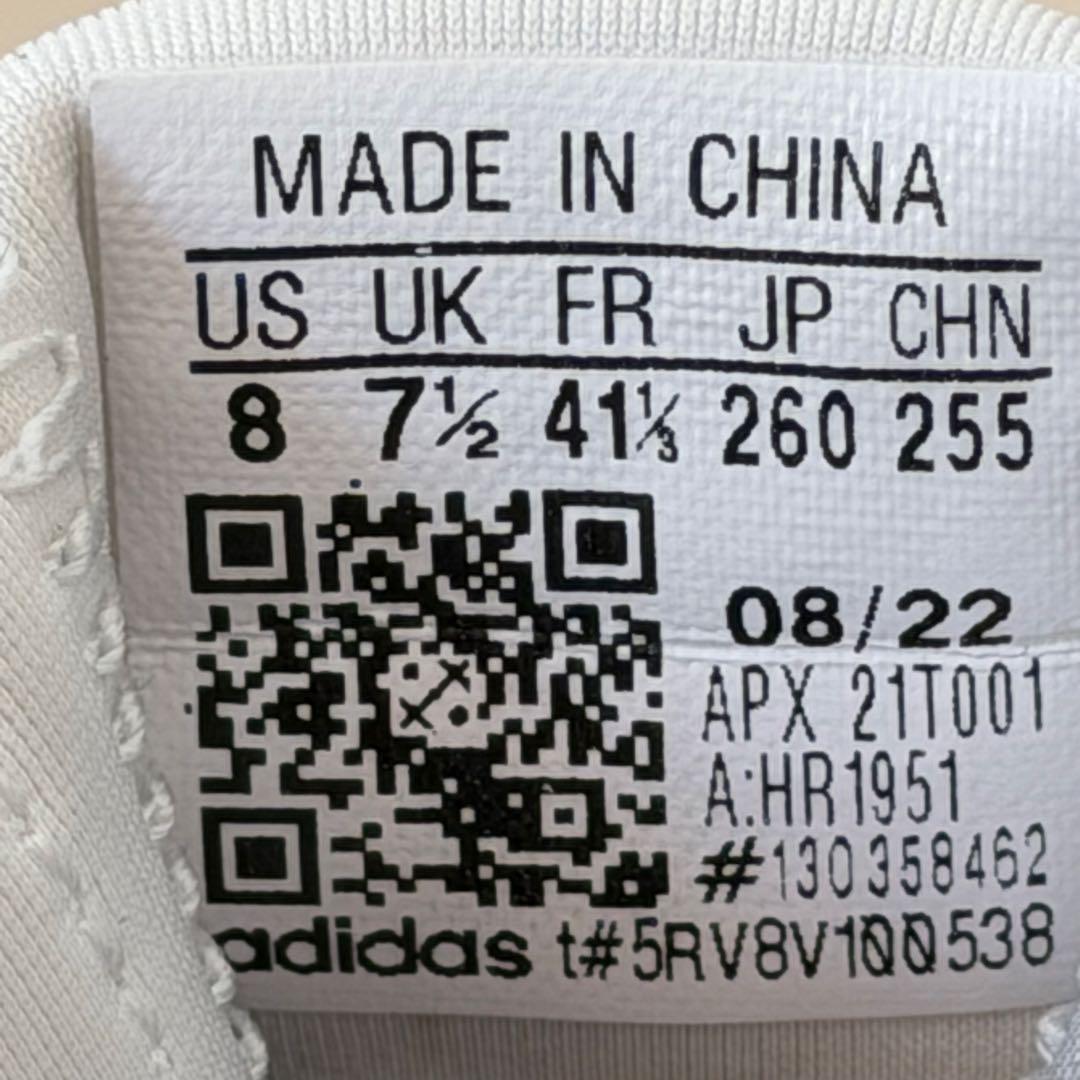 MADE IN CHINA
US UK FR JP CHN
8 7½ 41⅓ 260 255
08/22
APX 21T001
A:HR1951
#130358462
adidas t#5RV8V100538